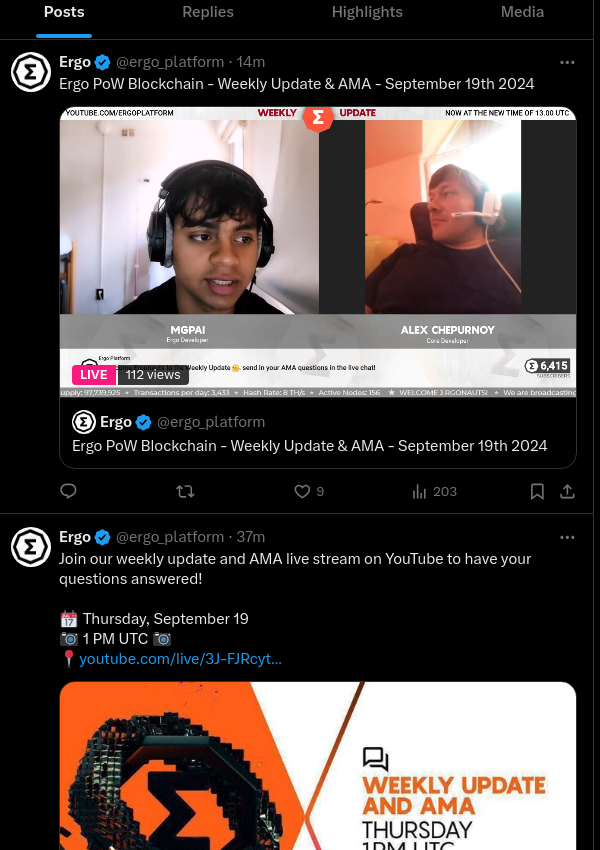 Posts Replies Highlights Media
Ergo @ergo_platform · 14m
Ergo PoW Blockchain - Weekly Update & AMA - September 19th 2024
YOUTUBE.COM/ERGOPLATFORM WEEKLY Σ UPDATE NOW AT THE NEW TIME OF 13.00 UTC
MGPAI
Ergo Developer
ALEX CHEPURNOY
Core Developer
Ergo Platform
Weekly Update 👋, send in your AMA questions in the live chat!
LIVE 112 views
Σ 6,415
SUBSCRIBERS
upply: 97,739,925 • Transactions per day: 3,433 • Hash Rate: 8 TH/s • Active Nodes: 156 ★ WELCOME ERGONAUTS! • We are broadcasting
Ergo @ergo_platform
Ergo PoW Blockchain - Weekly Update & AMA - September 19th 2024
9 203
Ergo @ergo_platform · 37m
Join our weekly update and AMA live stream on YouTube to have your
questions answered!
📅 Thursday, September 19
📷 1 PM UTC 📷
📍 youtube.com/live/3J-FJRcyt...
WEEKLY UPDATE
AND AMA
THURSDAY
1PM UTC